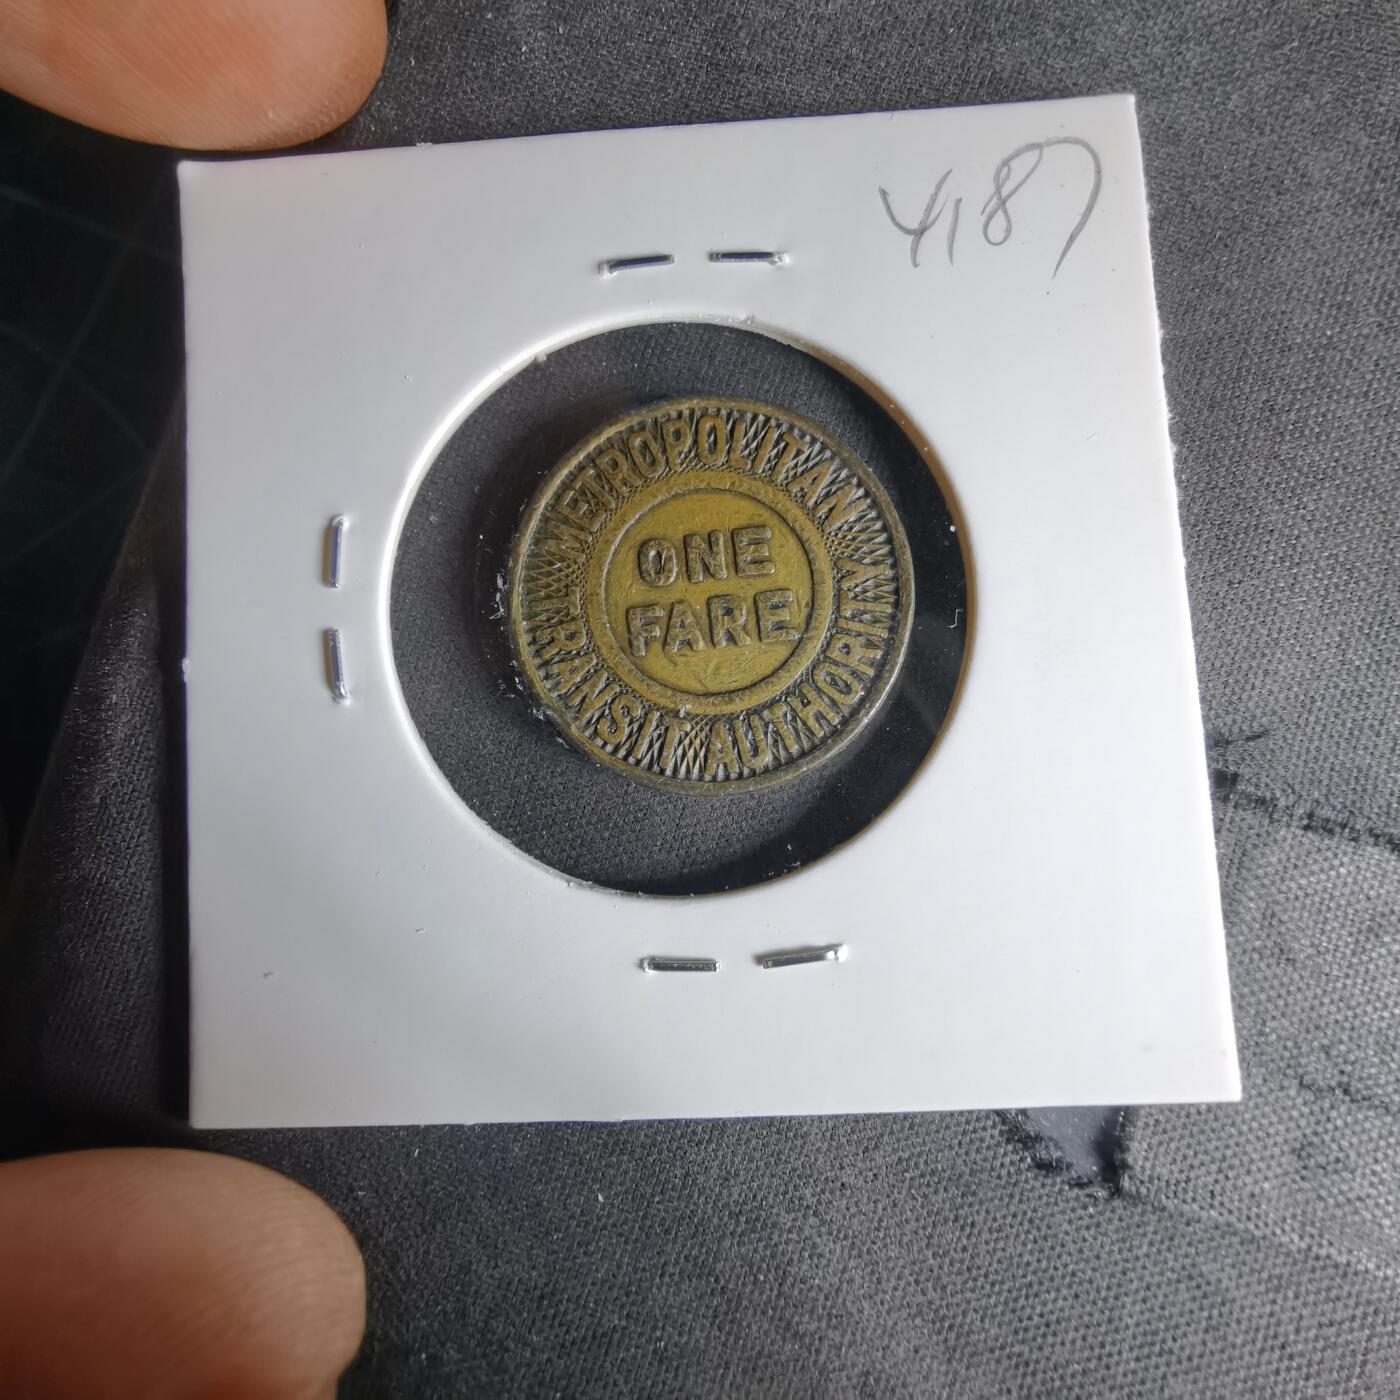 4187
METROPOLITAN
ONE
FARE
TRANSIT AUTHORITY